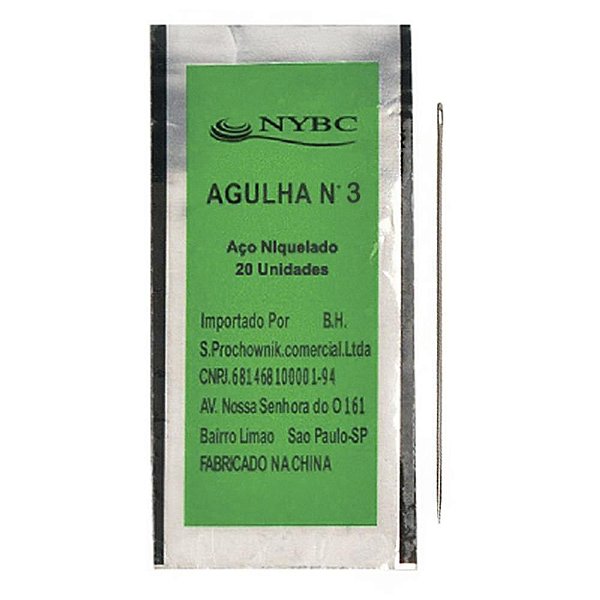 NYBC
AGULHA N° 3
Aço NIquelado
20 Unidades
Importado Por B.H.
S.Prochownik.comercial.Ltda
CNPJ.681468100001-94
AV. Nossa Senhora do O 161
Bairro Limao Sao Paulo-SP
FABRICADO NA CHINA